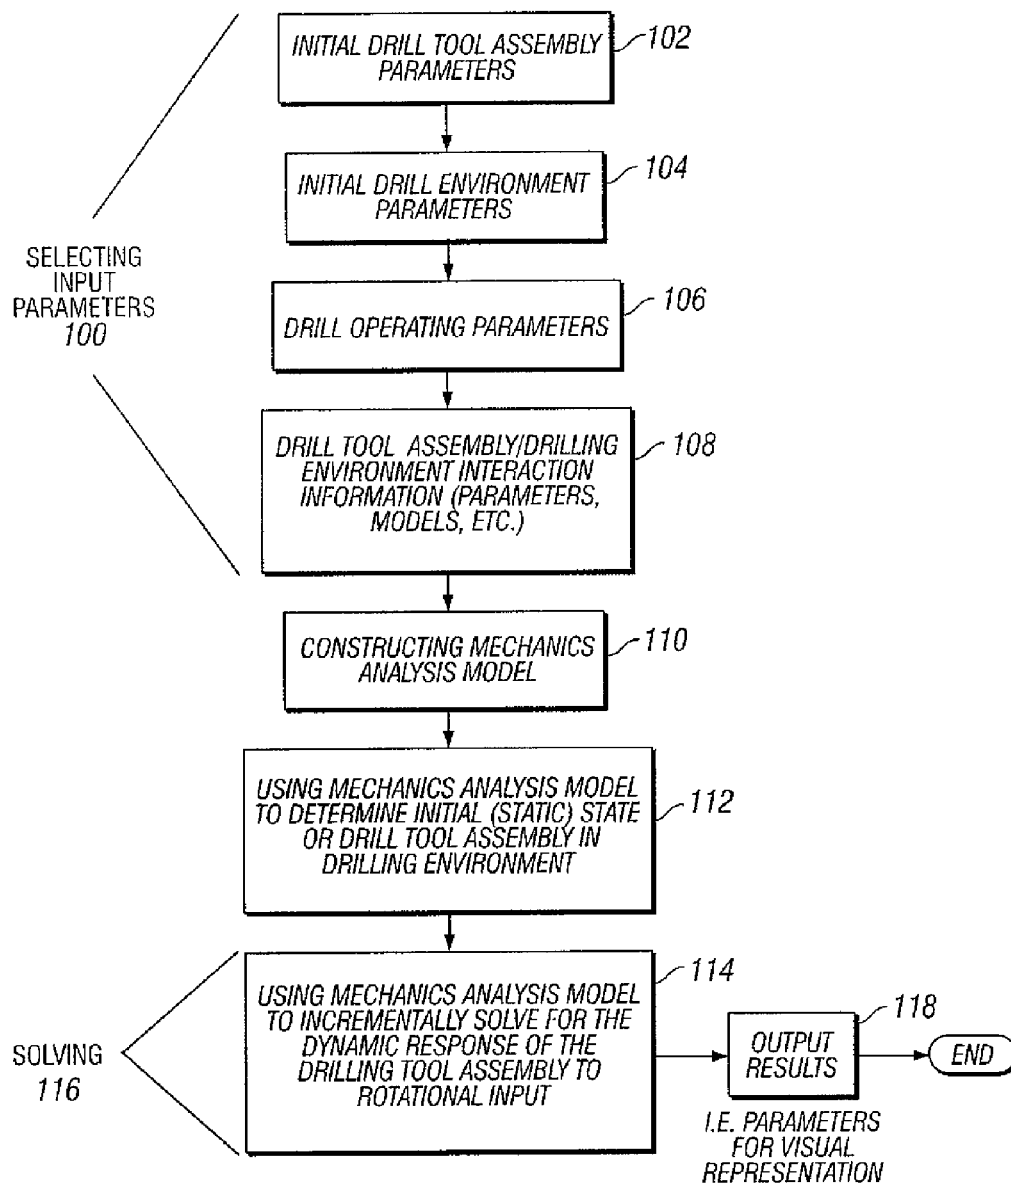 INITIAL DRILL TOOL ASSEMBLY
PARAMETERS
102
INITIAL DRILL ENVIRONMENT
PARAMETERS
104
SELECTING
INPUT
PARAMETERS
100
DRILL OPERATING PARAMETERS
106
DRILL TOOL ASSEMBLY/DRILLING
ENVIRONMENT INTERACTION
INFORMATION (PARAMETERS,
MODELS, ETC.)
108
CONSTRUCTING MECHANICS
ANALYSIS MODEL
110
USING MECHANICS ANALYSIS MODEL
TO DETERMINE INITIAL (STATIC) STATE
OR DRILL TOOL ASSEMBLY IN
DRILLING ENVIRONMENT
112
SOLVING
116
USING MECHANICS ANALYSIS MODEL
TO INCREMENTALLY SOLVE FOR THE
DYNAMIC RESPONSE OF THE
DRILLING TOOL ASSEMBLY TO
ROTATIONAL INPUT
114
OUTPUT
RESULTS
118
END
I.E. PARAMETERS
FOR VISUAL
REPRESENTATION